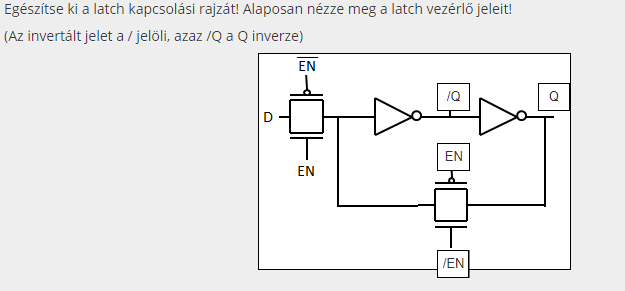 Egészítse ki a latch kapcsolási rajzát! Alaposan nézze meg a latch vezérlő jeleit!
(Az invertált jelet a / jelöli, azaz /Q a Q inverze)
E̅N̅
/Q
Q
D
EN
EN
/EN